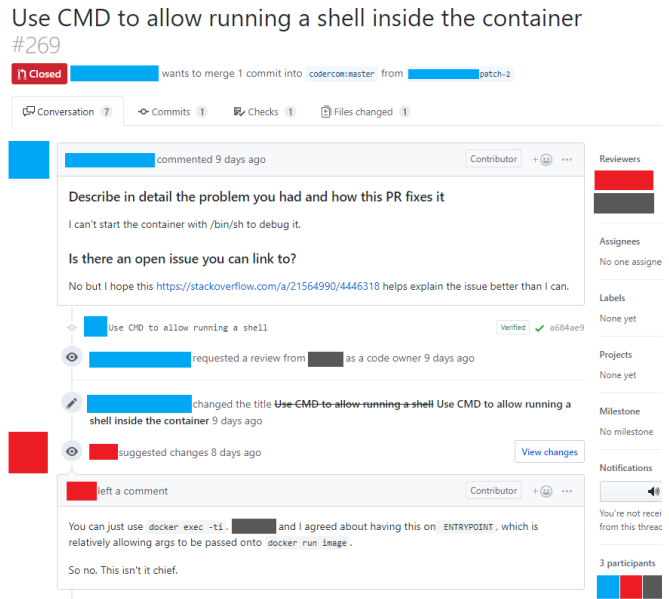 Use CMD to allow running a shell inside the container
#269
Closed wants to merge 1 commit into codercom:master from patch-2
Conversation 7 Commits 1 Checks 1 Files changed 1
commented 9 days ago Contributor
Describe in detail the problem you had and how this PR fixes it
I can't start the container with /bin/sh to debug it.
Is there an open issue you can link to?
No but I hope this https://stackoverflow.com/a/21564990/4446318 helps explain the issue better than I can.
Use CMD to allow running a shell Verified a684ae9
requested a review from as a code owner 9 days ago
changed the title Use CMD to allow running a shell Use CMD to allow running a
shell inside the container 9 days ago
suggested changes 8 days ago View changes
left a comment Contributor
You can just use docker exec -ti. and I agreed about having this on ENTRYPOINT, which is
relatively allowing args to be passed onto docker run image.
So no. This isn't it chief.
Reviewers
Assignees
No one assigne
Labels
None yet
Projects
None yet
Milestone
No milestone
Notifications
You're not recei
from this thread
3 participants